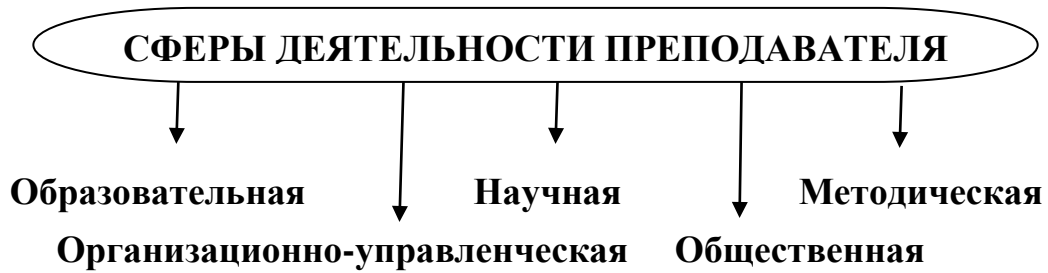 СФЕРЫ ДЕЯТЕЛЬНОСТИ ПРЕПОДАВАТЕЛЯ
Образовательная Научная Методическая
Организационно-управленческая Общественная